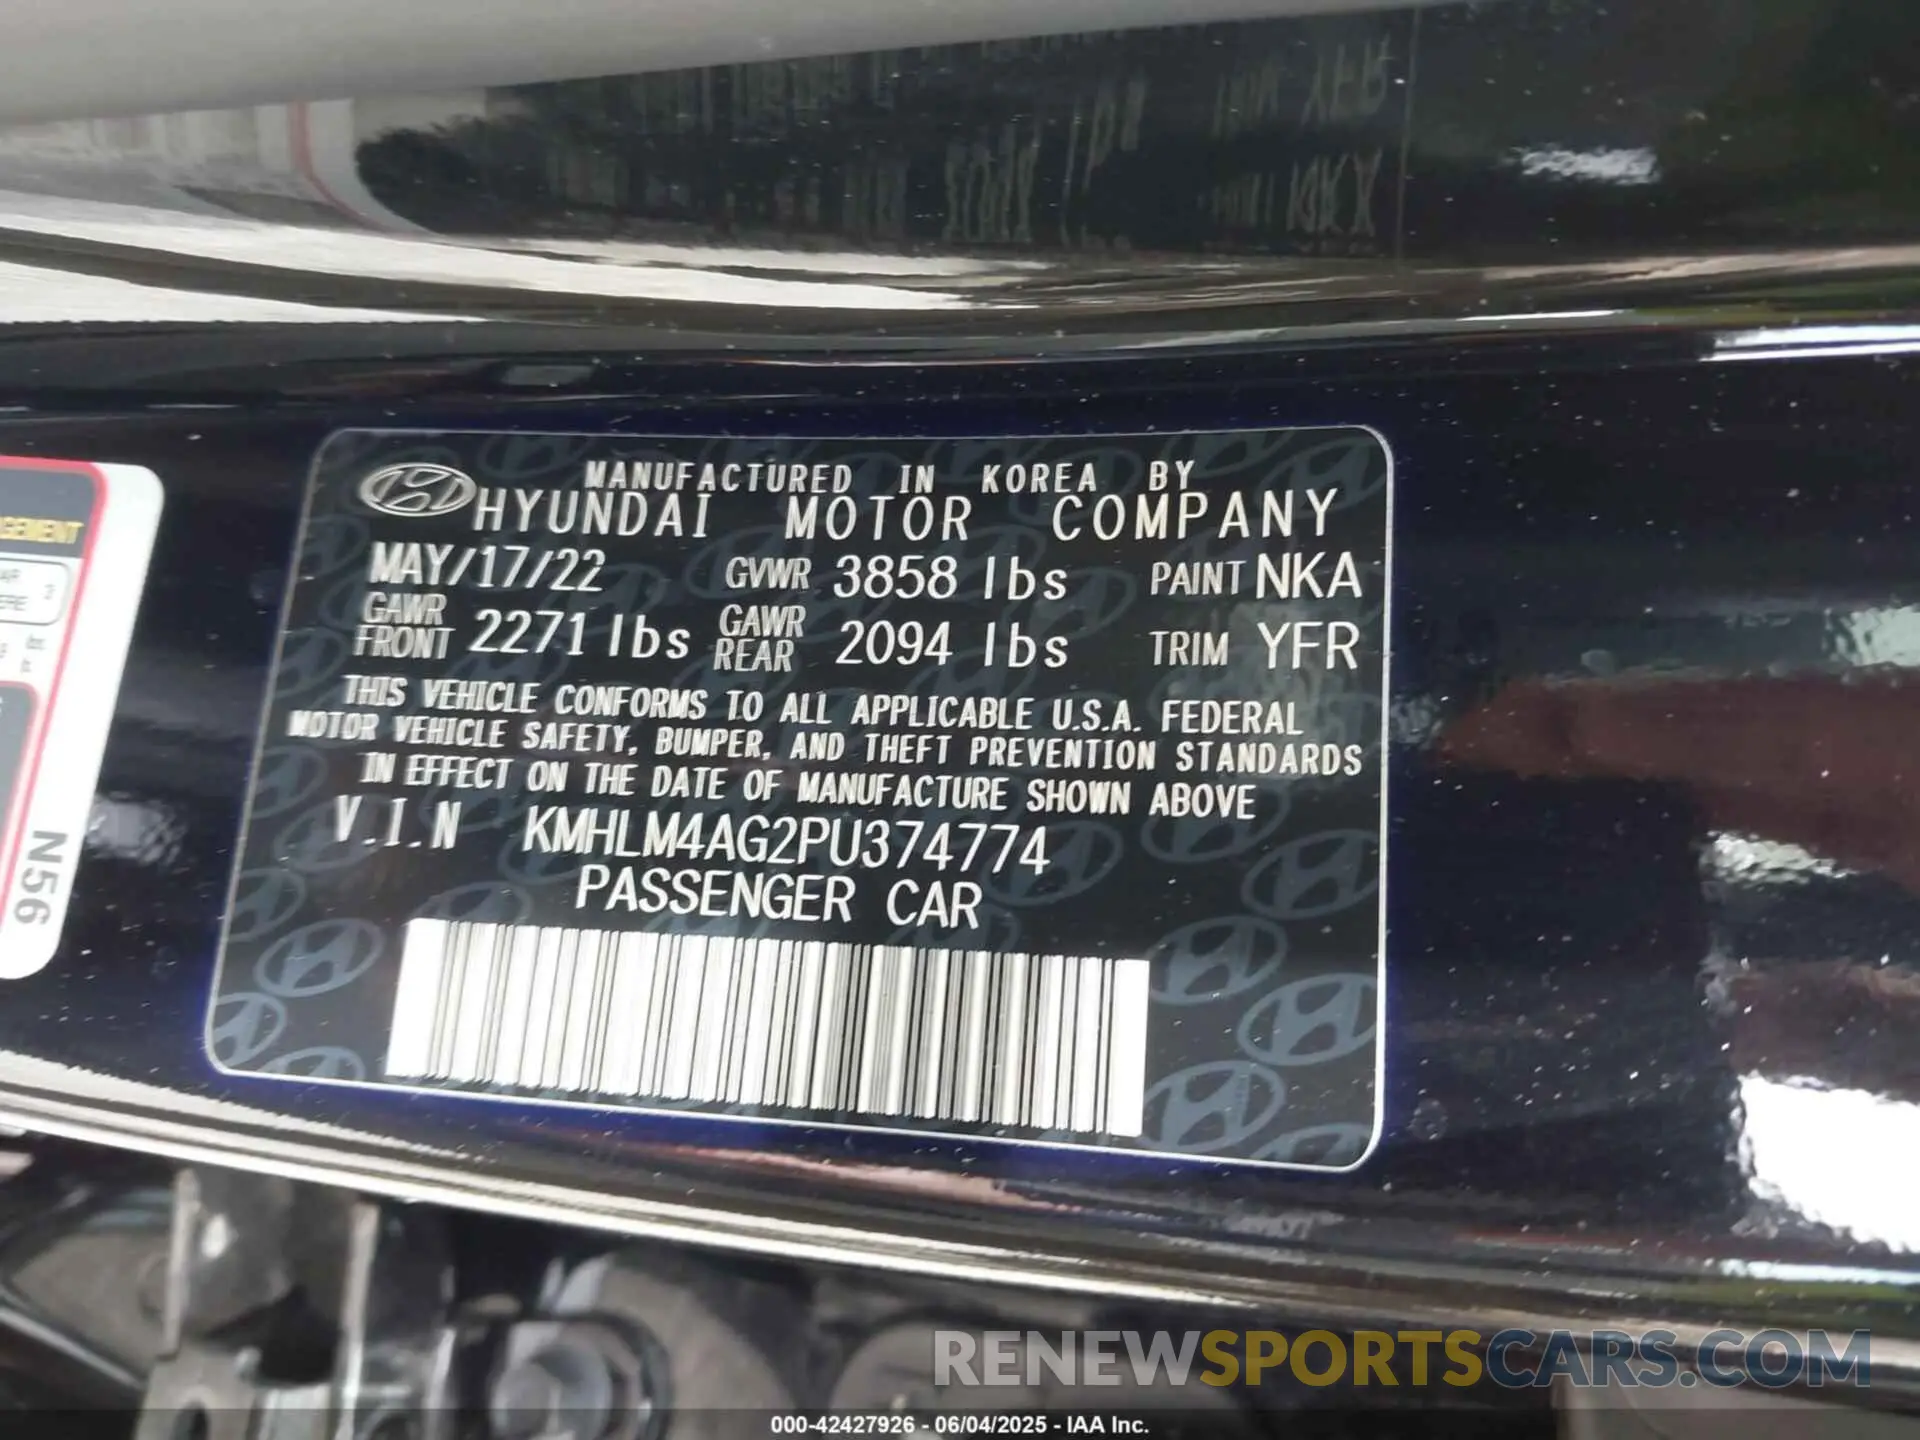 MANUFACTURED IN KOREA BY
HYUNDAI MOTOR COMPANY
MAY/17/22 GVWR 3858 lbs PAINT NKA
GAWR FRONT 2271 lbs GAWR REAR 2094 lbs TRIM YFR
THIS VEHICLE CONFORMS TO ALL APPLICABLE U.S.A. FEDERAL
MOTOR VEHICLE SAFETY, BUMPER, AND THEFT PREVENTION STANDARDS
IN EFFECT ON THE DATE OF MANUFACTURE SHOWN ABOVE
V.I.N KMHLM4AG2PU374774
PASSENGER CAR
N56
RENEWSPORTSCARS.COM
000-42427926 - 06/04/2025 - IAA Inc.